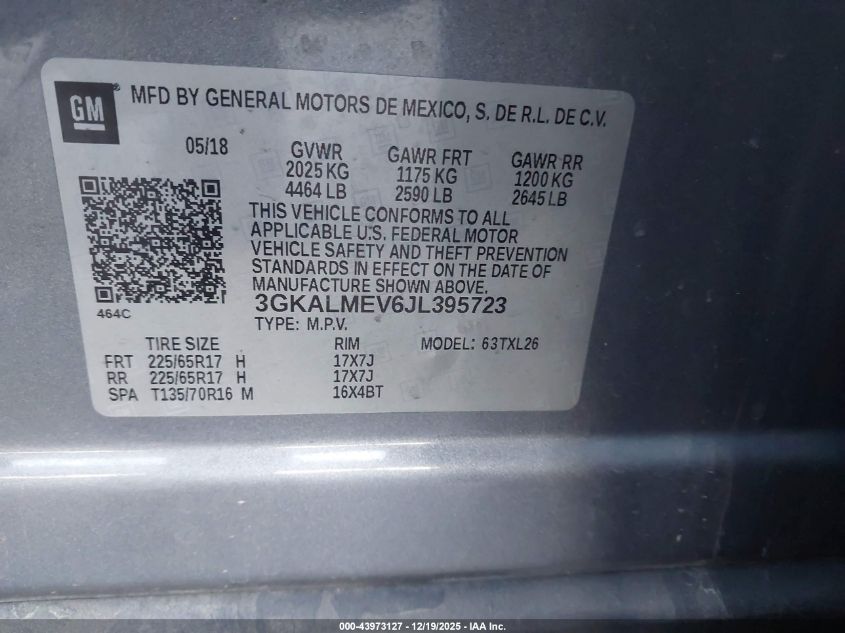 GM
MFD BY GENERAL MOTORS DE MEXICO, S. DE R.L. DE C.V.
05/18 GVWR GAWR FRT GAWR RR
2025 KG 1175 KG 1200 KG
4464 LB 2590 LB 2645 LB
THIS VEHICLE CONFORMS TO ALL
APPLICABLE U.S. FEDERAL MOTOR
VEHICLE SAFETY AND THEFT PREVENTION
STANDARDS IN EFFECT ON THE DATE OF
MANUFACTURE SHOWN ABOVE.
464C 3GKALMEV6JL395723
TYPE: M.P.V.
TIRE SIZE RIM MODEL: 63TXL26
FRT 225/65R17 H 17X7J
RR 225/65R17 H 17X7J
SPA T135/70R16 M 16X4BT
000-43973127 - 12/19/2025 - IAA Inc.